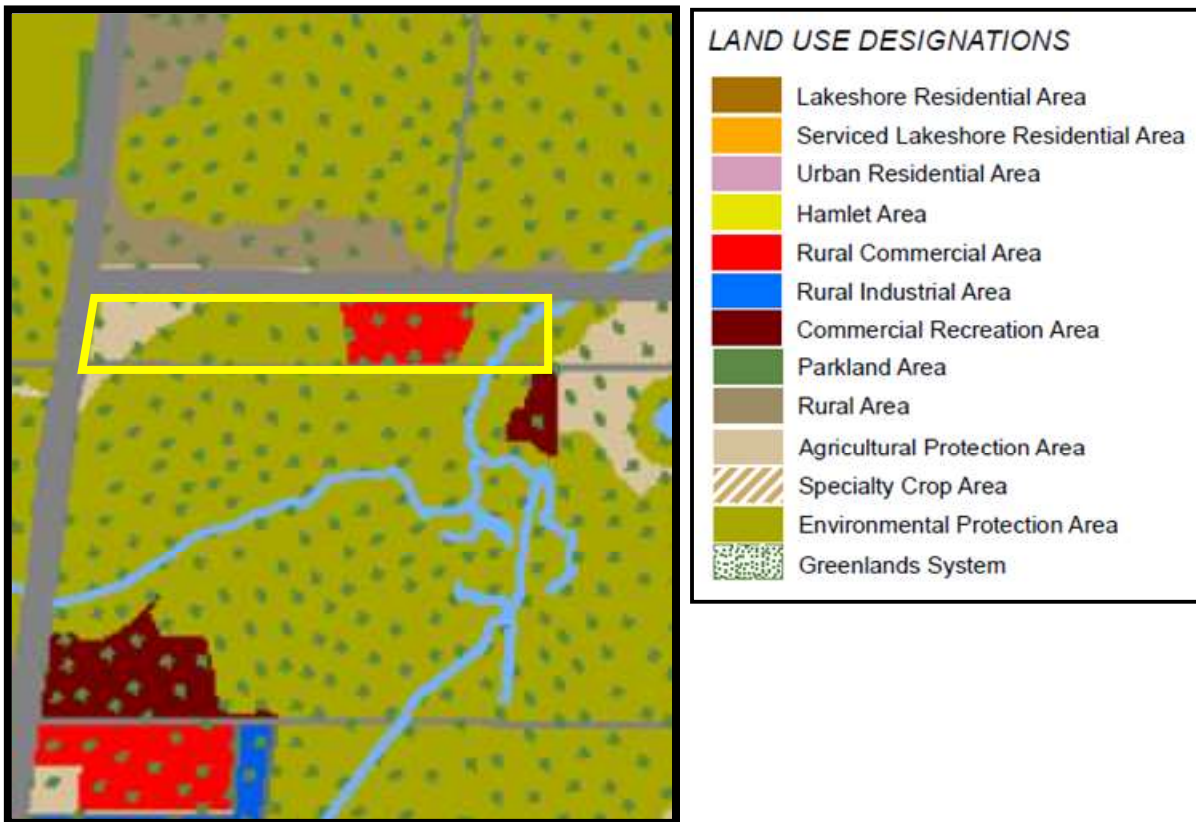 LAND USE DESIGNATIONS
Lakeshore Residential Area
Serviced Lakeshore Residential Area
Urban Residential Area
Hamlet Area
Rural Commercial Area
Rural Industrial Area
Commercial Recreation Area
Parkland Area
Rural Area
Agricultural Protection Area
Specialty Crop Area
Environmental Protection Area
Greenlands System